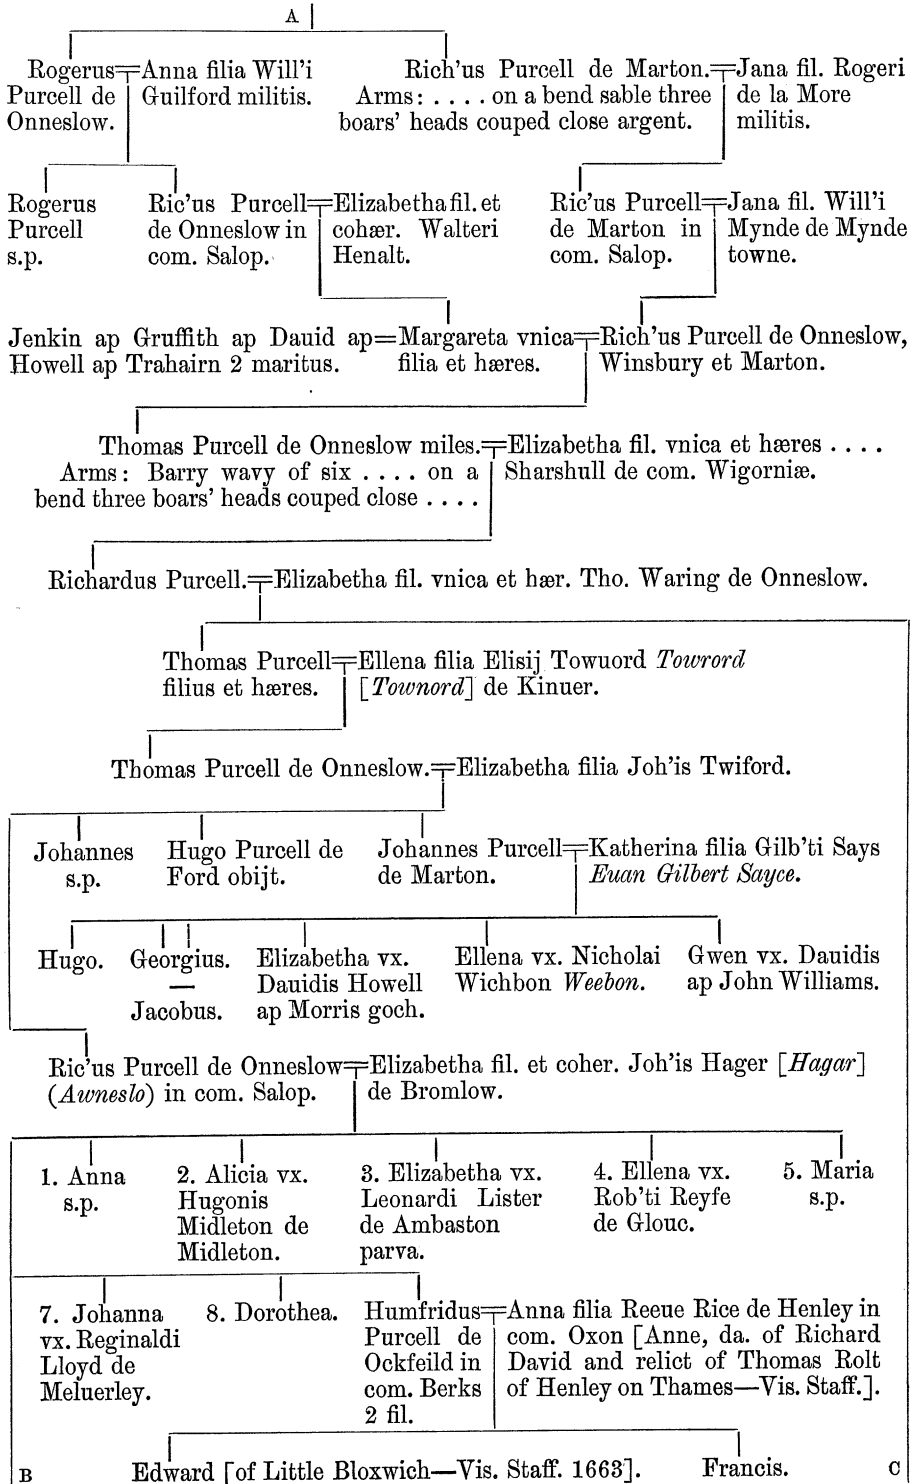 A
Rogerus Anna filia Will'i
Purcell de Guilford militis.
Onneslow.
Rich'us Purcell de Marton. Jana fil. Rogeri
Arms: . . . . on a bend sable three de la More
boars' heads couped close argent. militis.
Rogerus
Purcell
s.p.
Ric'us Purcell Elizabetha fil. et
de Onneslow in cohær. Walteri
com. Salop. Henalt.
Ric'us Purcell Jana fil. Will'i
de Marton in Mynde de Mynde
com. Salop. towne.
Jenkin ap Gruffith ap Dauid ap=Margareta vnica Rich'us Purcell de Onneslow,
Howell ap Trahairn 2 maritus. filia et hæres. Winsbury et Marton.
Thomas Purcell de Onneslow miles. Elizabetha fil. vnica et hæres . . . .
Arms: Barry wavy of six . . . . on a Sharshull de com. Wigorniæ.
bend three boars' heads couped close . . . .
Richardus Purcell. Elizabetha fil. vnica et hær. Tho. Waring de Onneslow.
Thomas Purcell Ellena filia Elisij Towuord Towrord
filius et hæres. [Townord] de Kinuer.
Thomas Purcell de Onneslow. Elizabetha filia Joh'is Twiford.
Johannes
s.p.
Hugo Purcell de
Ford obijt.
Johannes Purcell Katherina filia Gilb'ti Says
de Marton. Euan Gilbert Sayce.
Hugo.
Georgius.
—
Jacobus.
Elizabetha vx.
Dauidis Howell
ap Morris goch.
Ellena vx. Nicholai
Wichbon Weebon.
Gwen vx. Dauidis
ap John Williams.
Ric'us Purcell de Onneslow Elizabetha fil. et coher. Joh'is Hager [Hagar]
(Awneslo) in com. Salop. de Bromlow.
1. Anna
s.p.
2. Alicia vx.
Hugonis
Midleton de
Midleton.
3. Elizabetha vx.
Leonardi Lister
de Ambaston
parva.
4. Ellena vx.
Rob'ti Reyfe
de Glouc.
5. Maria
s.p.
7. Johanna
vx. Reginaldi
Lloyd de
Meluerley.
8. Dorothea.
Humfridus Anna filia Reeue Rice de Henley in
Purcell de com. Oxon [Anne, da. of Richard
Ockfeild in David and relict of Thomas Rolt
com. Berks of Henley on Thames—Vis. Staff.].
2 fil.
B Edward [of Little Bloxwich—Vis. Staff. 1663]. Francis. C